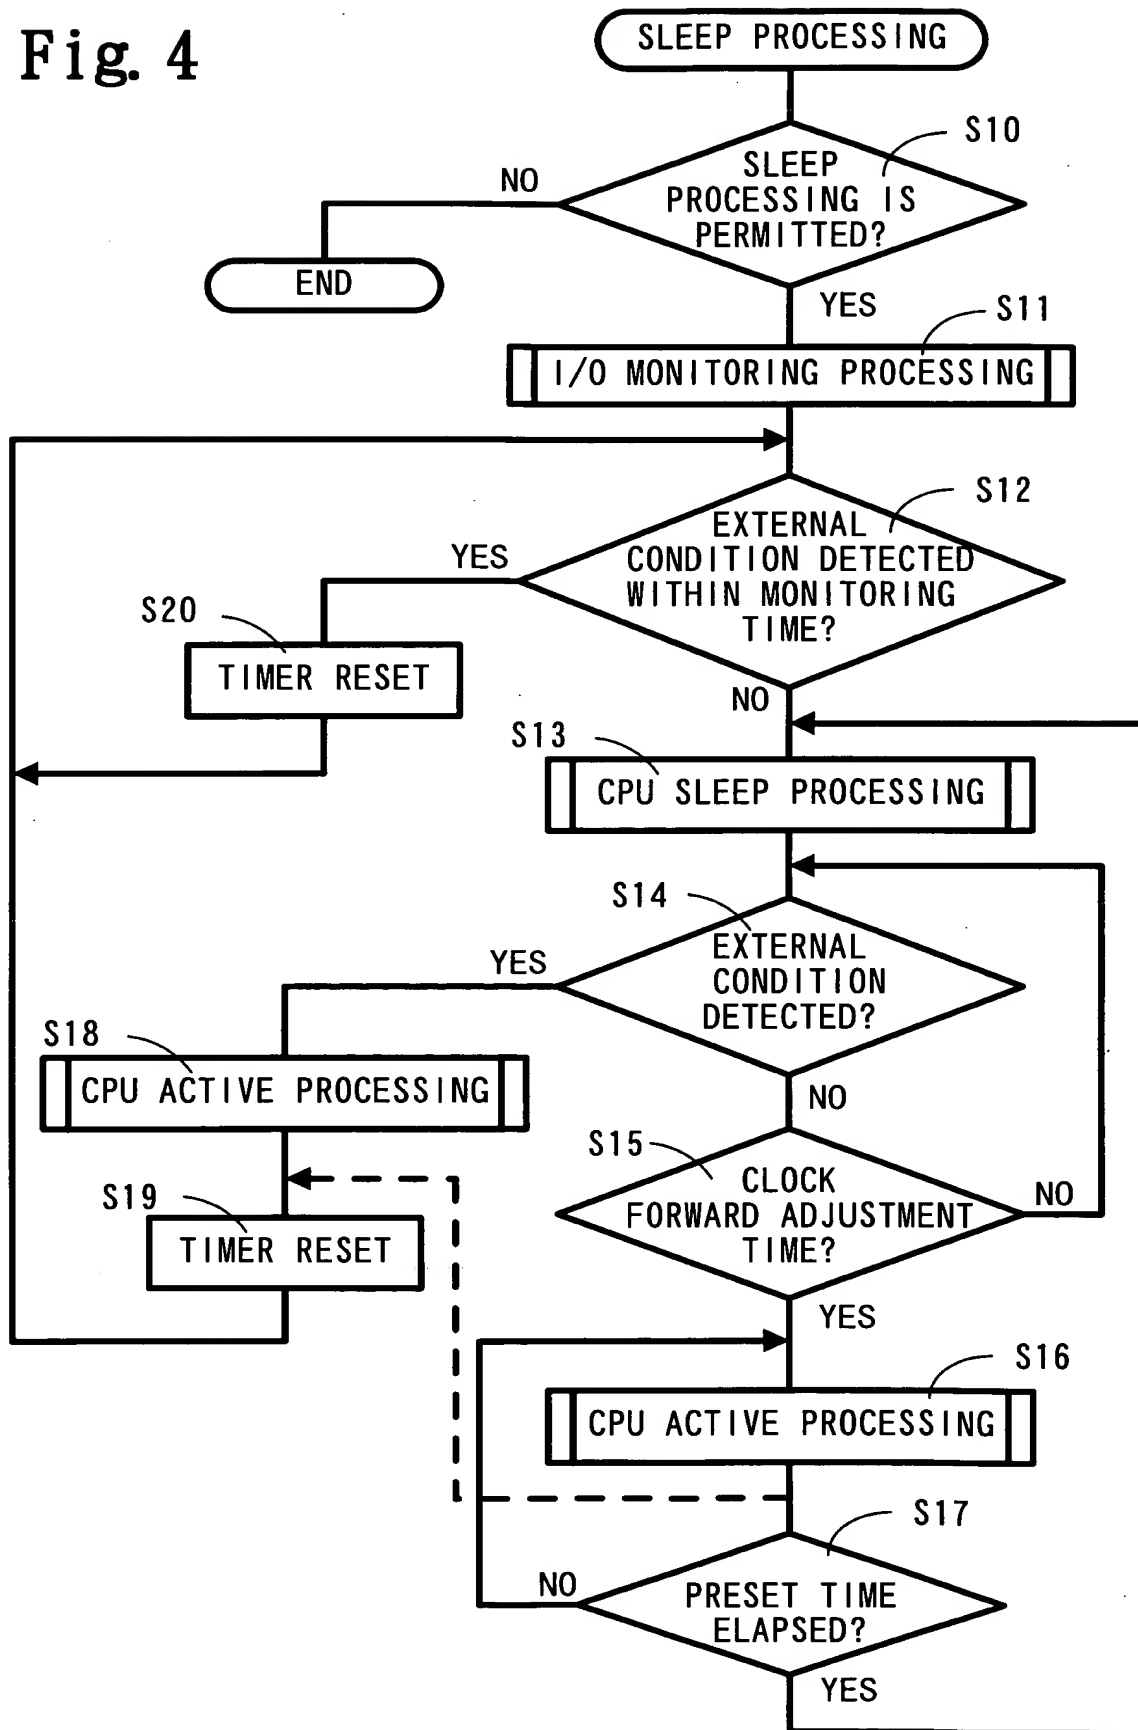 Fig. 4
SLEEP PROCESSING
S10
SLEEP
PROCESSING IS
PERMITTED?
NO
END
YES
S11
I/O MONITORING PROCESSING
S12
EXTERNAL
CONDITION DETECTED
WITHIN MONITORING
TIME?
YES
S20
TIMER RESET
NO
S13
CPU SLEEP PROCESSING
S14
EXTERNAL
CONDITION
DETECTED?
YES
S18
CPU ACTIVE PROCESSING
NO
S15
CLOCK
FORWARD ADJUSTMENT
TIME?
NO
S19
TIMER RESET
YES
S16
CPU ACTIVE PROCESSING
S17
PRESET TIME
ELAPSED?
NO
YES